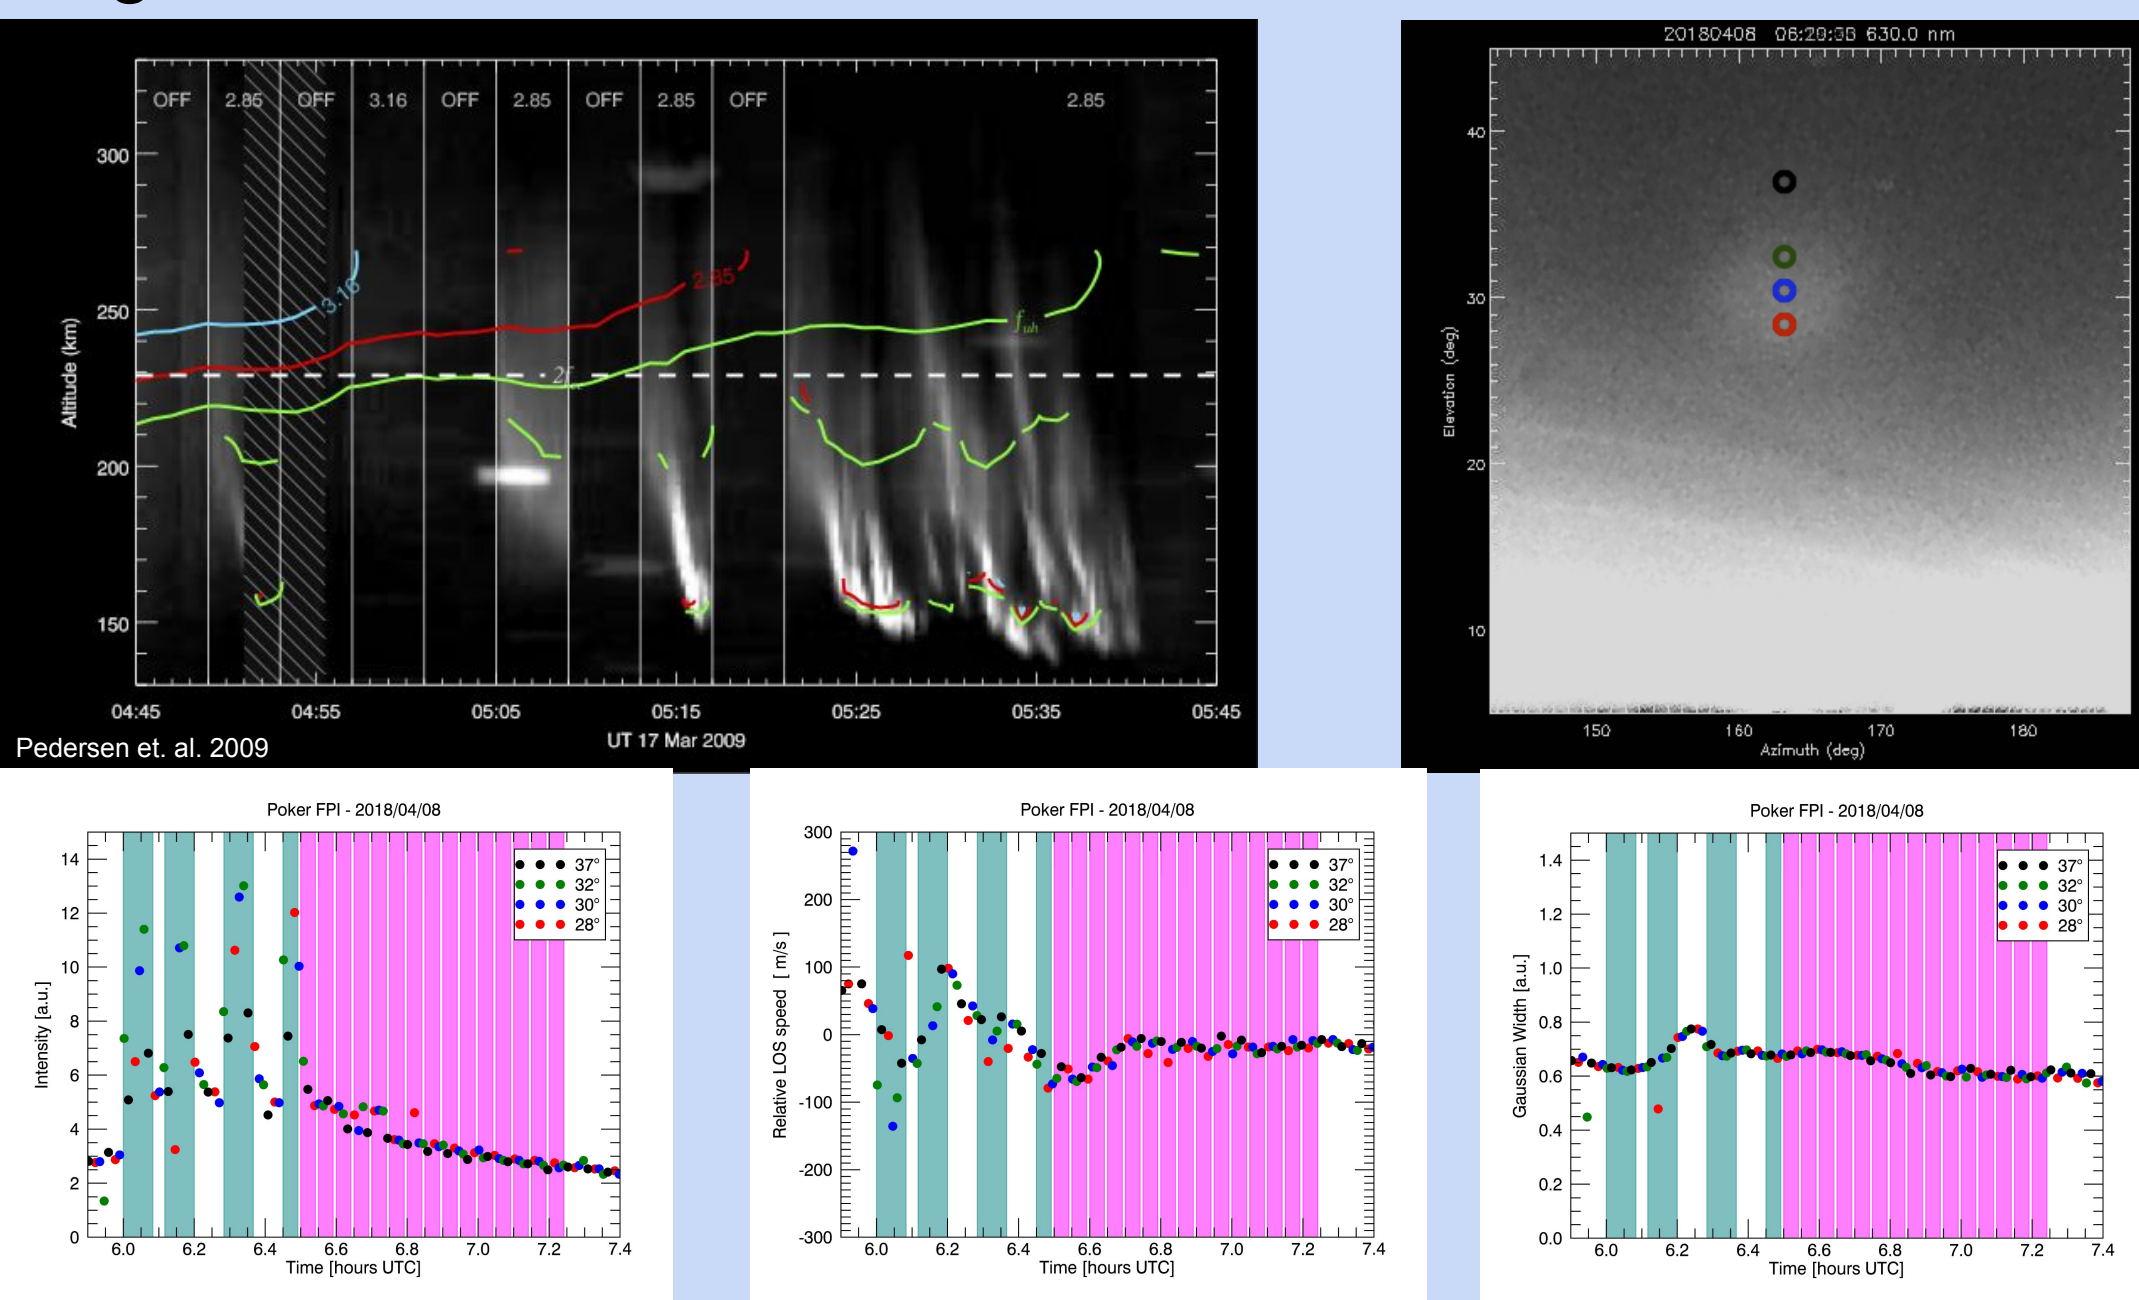 OFF 2.85 OFF 3.16 OFF 2.85 OFF 2.85 OFF 2.85
300
250
200
150
Altitude (km)
3.16
2.85
f_uh
04:45 04:55 05:05 05:15 05:25 05:35 05:45
UT 17 Mar 2009
Pedersen et. al. 2009
20180408 630.0 nm
40
30
20
10
Elevation (deg)
150 160 170 180
Azimuth (deg)
Poker FPI - 2018/04/08
14
12
10
8
6
4
2
0
Intensity [a.u.]
37°
32°
30°
28°
6.0 6.2 6.4 6.6 6.8 7.0 7.2 7.4
Time [hours UTC]
Poker FPI - 2018/04/08
300
200
100
0
-100
-200
-300
Relative LOS speed [ m/s ]
37°
32°
30°
28°
6.0 6.2 6.4 6.6 6.8 7.0 7.2 7.4
Time [hours UTC]
Poker FPI - 2018/04/08
1.4
1.2
1.0
0.8
0.6
0.4
0.2
0.0
Gaussian Width [a.u.]
37°
32°
30°
28°
6.0 6.2 6.4 6.6 6.8 7.0 7.2 7.4
Time [hours UTC]